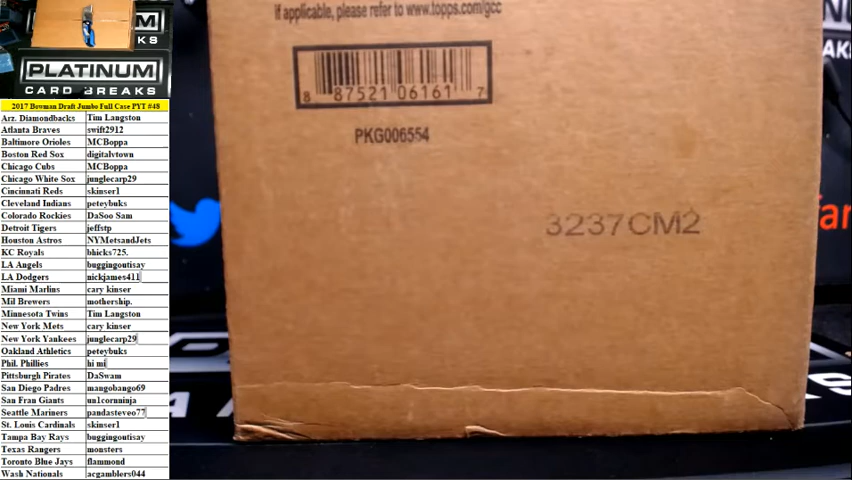 If applicable, please refer to www.topps.com/gcc
8 87521 06161 7
PKG006554
3237CM2
PLATINUM
CARD BREAKS
2017 Bowman Draft Jumbo Full Case PYT #48
Arz. Diamondbacks Tim Langston
Atlanta Braves swift2912
Baltimore Orioles MCBoppa
Boston Red Sox digitalvtown
Chicago Cubs MCBoppa
Chicago White Sox junglecarp29
Cincinnati Reds skinser1
Cleveland Indians peteybuks
Colorado Rockies DaSoo Sam
Detroit Tigers jeffstp
Houston Astros NYMetsandJets
KC Royals bhicks725.
LA Angels buggingoutisay
LA Dodgers nickjames411
Miami Marlins cary kinser
Mil Brewers mothership.
Minnesota Twins Tim Langston
New York Mets cary kinser
New York Yankees junglecarp29
Oakland Athletics peteybuks
Phil. Phillies hi mi
Pittsburgh Pirates DaSwam
San Diego Padres mangobango69
San Fran Giants un1cornninja
Seattle Mariners pandasteveo77
St. Louis Cardinals skinser1
Tampa Bay Rays buggingoutisay
Texas Rangers monsters
Toronto Blue Jays flammond
Wash Nationals acgamblers044